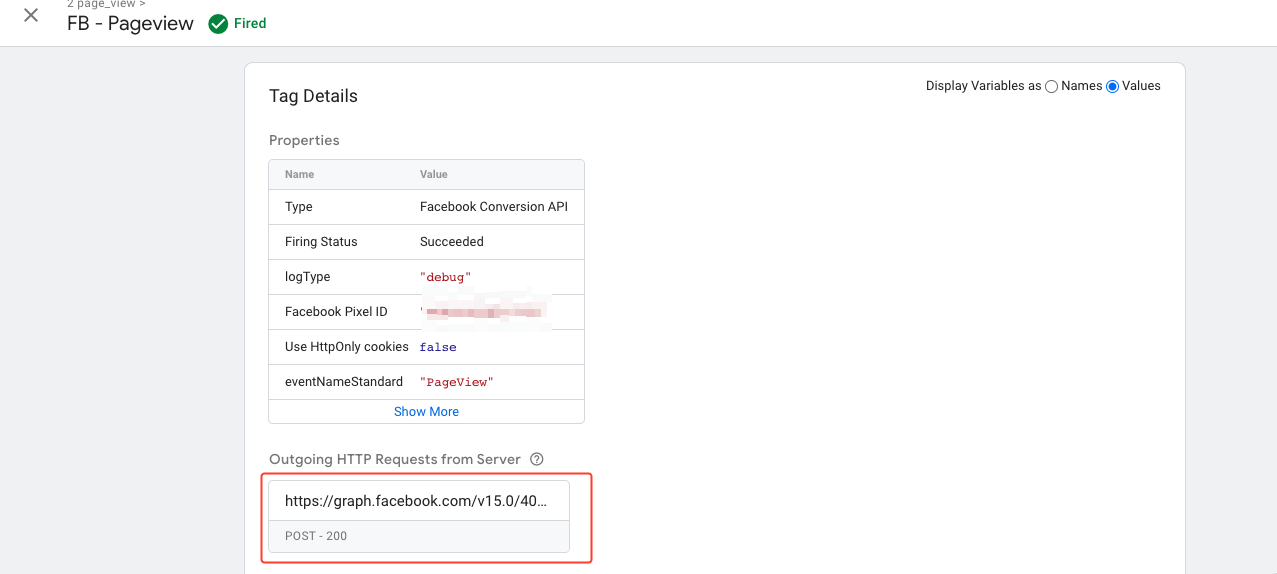 2 page_view >
FB - Pageview Fired
Tag Details
Display Variables as Names Values
Properties
Name Value
Type Facebook Conversion API
Firing Status Succeeded
logType "debug"
Facebook Pixel ID
Use HttpOnly cookies false
eventNameStandard "PageView"
Show More
Outgoing HTTP Requests from Server
https://graph.facebook.com/v15.0/40...
POST - 200